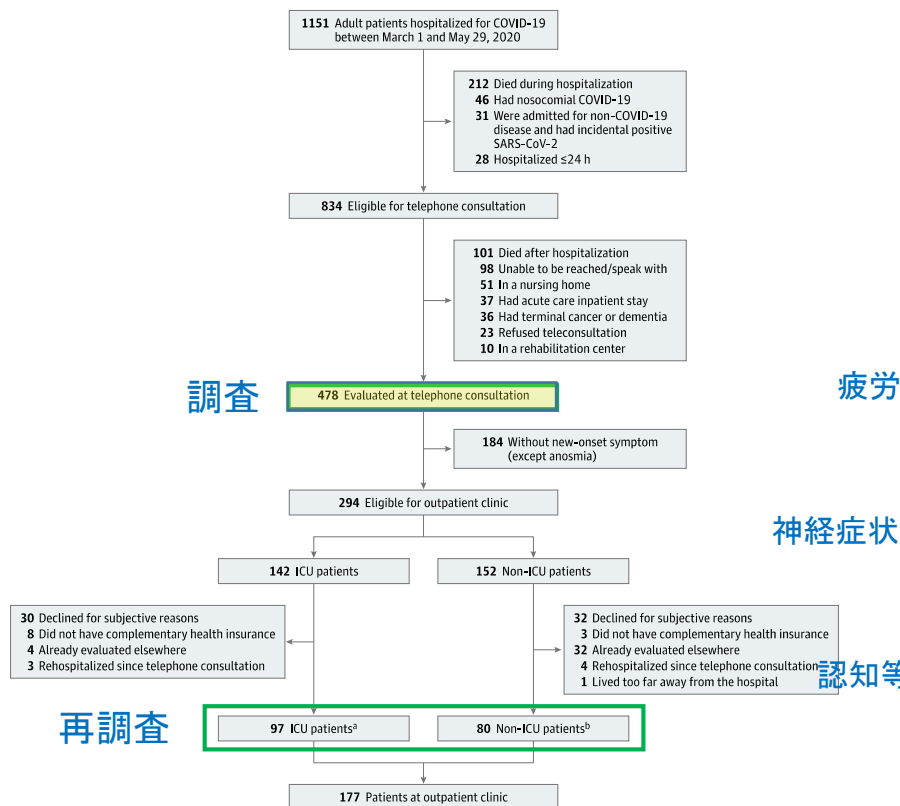 1151 Adult patients hospitalized for COVID-19
between March 1 and May 29, 2020
212 Died during hospitalization
46 Had nosocomial COVID-19
31 Were admitted for non-COVID-19
disease and had incidental positive
SARS-CoV-2
28 Hospitalized ≤24 h
834 Eligible for telephone consultation
101 Died after hospitalization
98 Unable to be reached/speak with
51 In a nursing home
37 Had acute care inpatient stay
36 Had terminal cancer or dementia
23 Refused teleconsultation
10 In a rehabilitation center
調査
478 Evaluated at telephone consultation
疲労
184 Without new-onset symptom
(except anosmia)
294 Eligible for outpatient clinic
神経症状
142 ICU patients
152 Non-ICU patients
30 Declined for subjective reasons
8 Did not have complementary health insurance
4 Already evaluated elsewhere
3 Rehospitalized since telephone consultation
32 Declined for subjective reasons
3 Did not have complementary health insurance
32 Already evaluated elsewhere
4 Rehospitalized since telephone consultation
1 Lived too far away from the hospital
認知等
再調査
97 ICU patientsᵃ
80 Non-ICU patientsᵇ
177 Patients at outpatient clinic